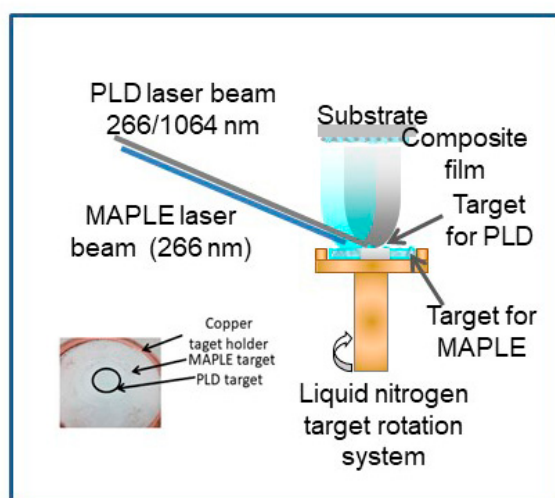 PLD laser beam
266/1064 nm
Substrate
Composite
film
MAPLE laser
beam (266 nm)
Target
for PLD
Target for
MAPLE
Copper
taget holder
MAPLE target
PLD target
Liquid nitrogen
target rotation
system